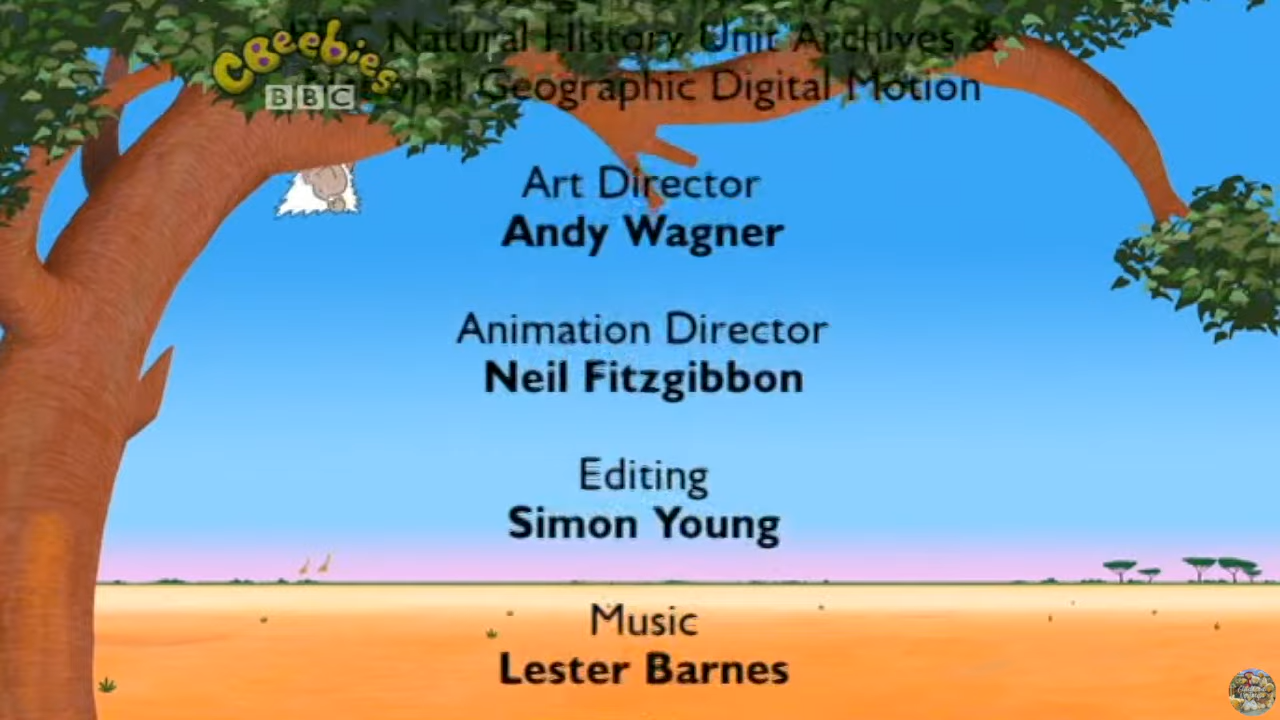 CBeebies
BBC
Natural History Unit Archives &
Geographic Digital Motion
Art Director
Andy Wagner
Animation Director
Neil Fitzgibbon
Editing
Simon Young
Music
Lester Barnes